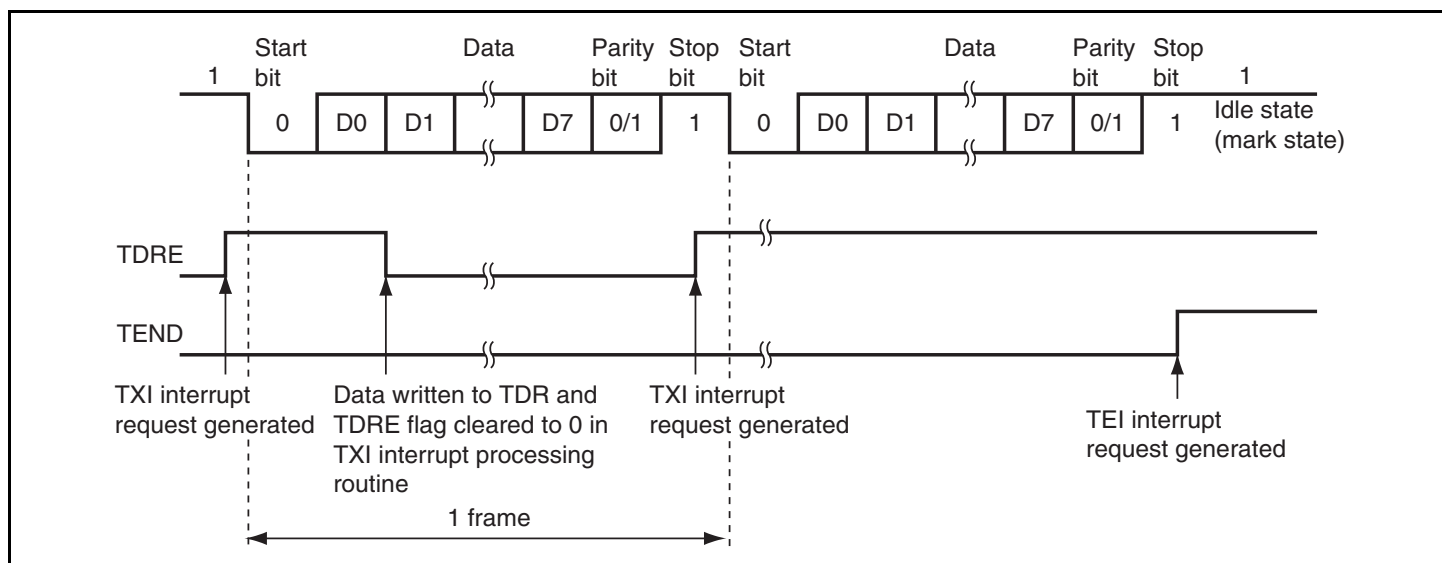 Start bit
Data
Parity bit
Stop bit
Start bit
Data
Parity bit
Stop bit
1
1
0
D0
D1
D7
0/1
1
0
D0
D1
D7
0/1
1
Idle state
(mark state)
TDRE
TEND
TXI interrupt
request generated
Data written to TDR and
TDRE flag cleared to 0 in
TXI interrupt processing
routine
TXI interrupt
request generated
TEI interrupt
request generated
1 frame